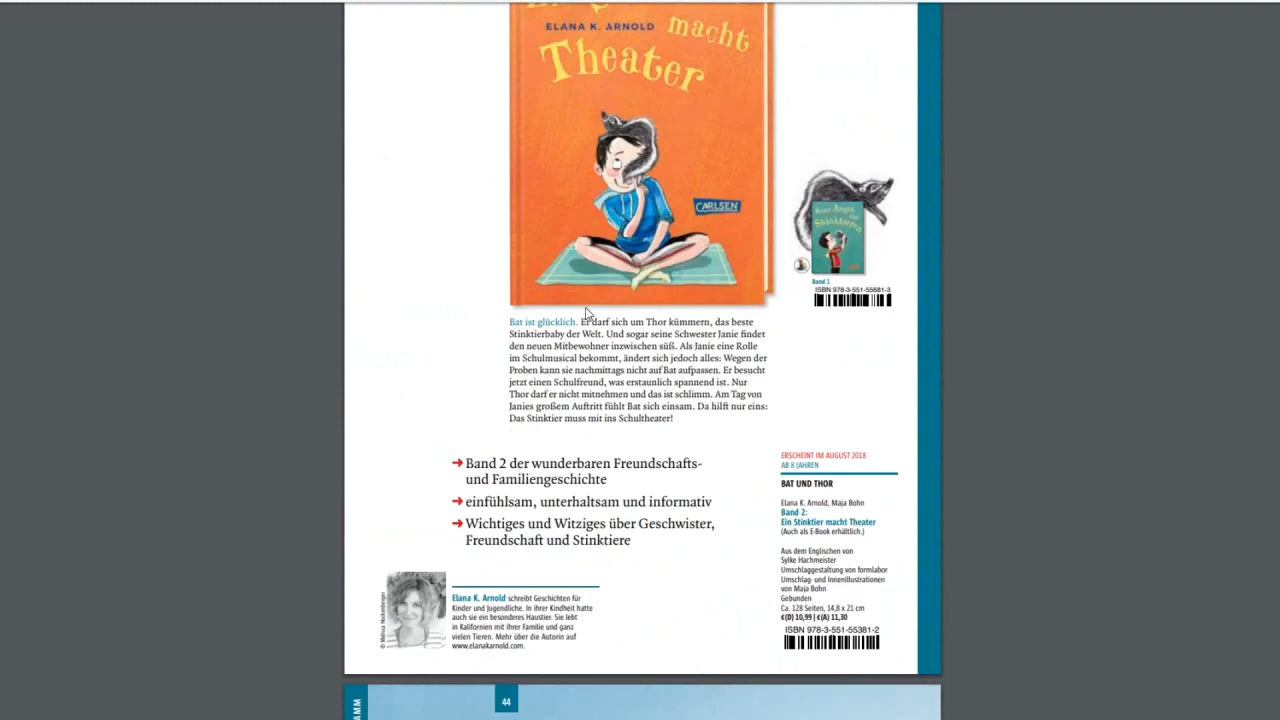 ELANA K. ARNOLD macht
Theater
CARLSEN
Keine Angst
vor
Stinktieren
Band 1
ISBN 978-3-551-55681-3
Bat ist glücklich. Er darf sich um Thor kümmern, das beste
Stinktierbaby der Welt. Und sogar seine Schwester Janie findet
den neuen Mitbewohner inzwischen süß. Als Janie eine Rolle
im Schulmusical bekommt, ändert sich jedoch alles: Wegen der
Proben kann sie nachmittags nicht auf Bat aufpassen. Er besucht
jetzt einen Schulfreund, was erstaunlich spannend ist. Nur
Thor darf er nicht mitnehmen und das ist schlimm. Am Tag von
Janies großem Auftritt fühlt Bat sich einsam. Da hilft nur eins:
Das Stinktier muss mit ins Schultheater!
➜ Band 2 der wunderbaren Freundschafts-
und Familiengeschichte
➜ einfühlsam, unterhaltsam und informativ
➜ Wichtiges und Witziges über Geschwister,
Freundschaft und Stinktiere
Elana K. Arnold schreibt Geschichten für
Kinder und Jugendliche. In ihrer Kindheit hatte
auch sie ein besonderes Haustier. Sie lebt
in Kalifornien mit ihrer Familie und ganz
vielen Tieren. Mehr über die Autorin auf
www.elanakarnold.com.
ERSCHEINT IM AUGUST 2018
AB 8 JAHREN
BAT UND THOR
Elana K. Arnold, Maja Bohn
Band 2:
Ein Stinktier macht Theater
(Auch als E-Book erhältlich.)
Aus dem Englischen von
Sylke Hachmeister
Umschlaggestaltung von formlabor
Umschlag- und Innenillustrationen
von Maja Bohn
Gebunden
Ca. 128 Seiten, 14,8 x 21 cm
€ (D) 10,99 | € (A) 11,30
ISBN 978-3-551-55381-2
44